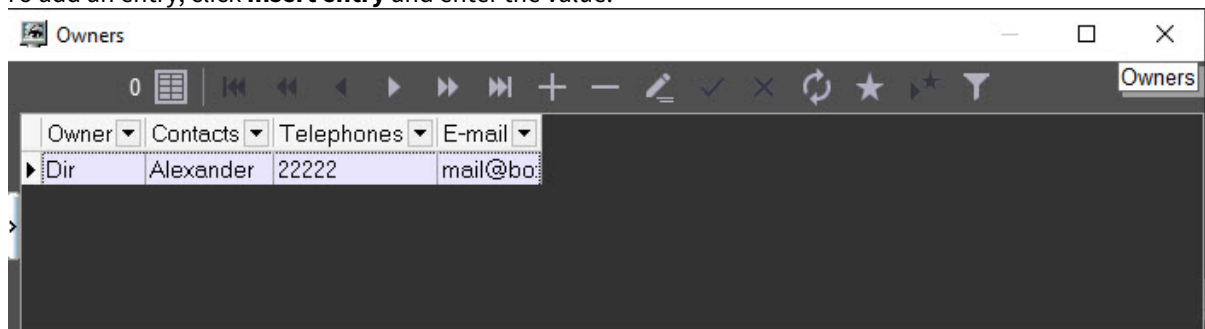 To add an entry, click Insert entry and enter the value.
Owners
0
Owners
Owner Contacts Telephones E-mail
Dir Alexander 22222 mail@bo